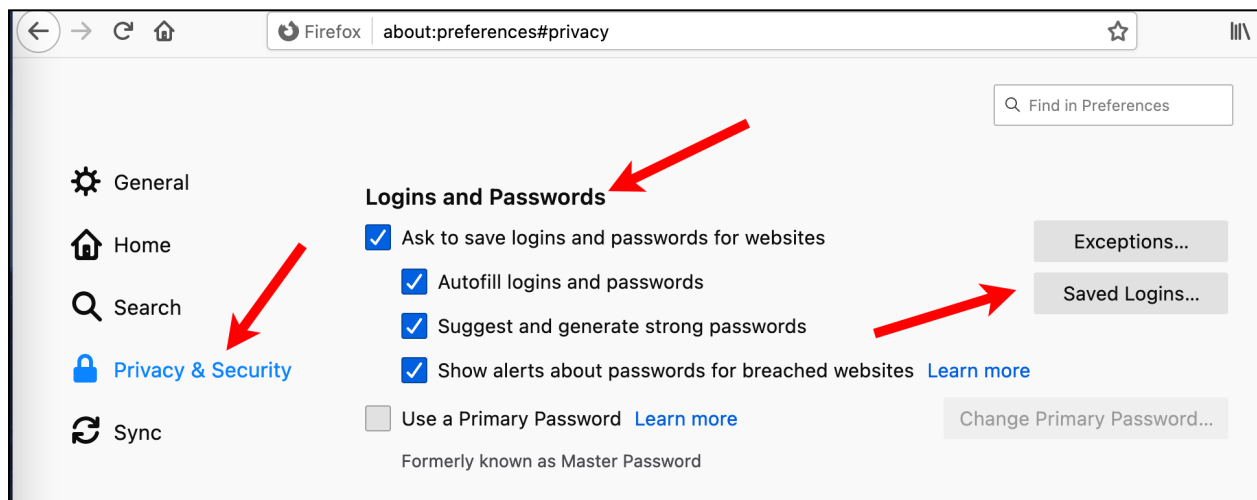 Firefox about:preferences#privacy
Find in Preferences
General
Home
Search
Privacy & Security
Sync
Logins and Passwords
Ask to save logins and passwords for websites
Exceptions...
Autofill logins and passwords
Saved Logins...
Suggest and generate strong passwords
Show alerts about passwords for breached websites Learn more
Use a Primary Password Learn more
Change Primary Password...
Formerly known as Master Password